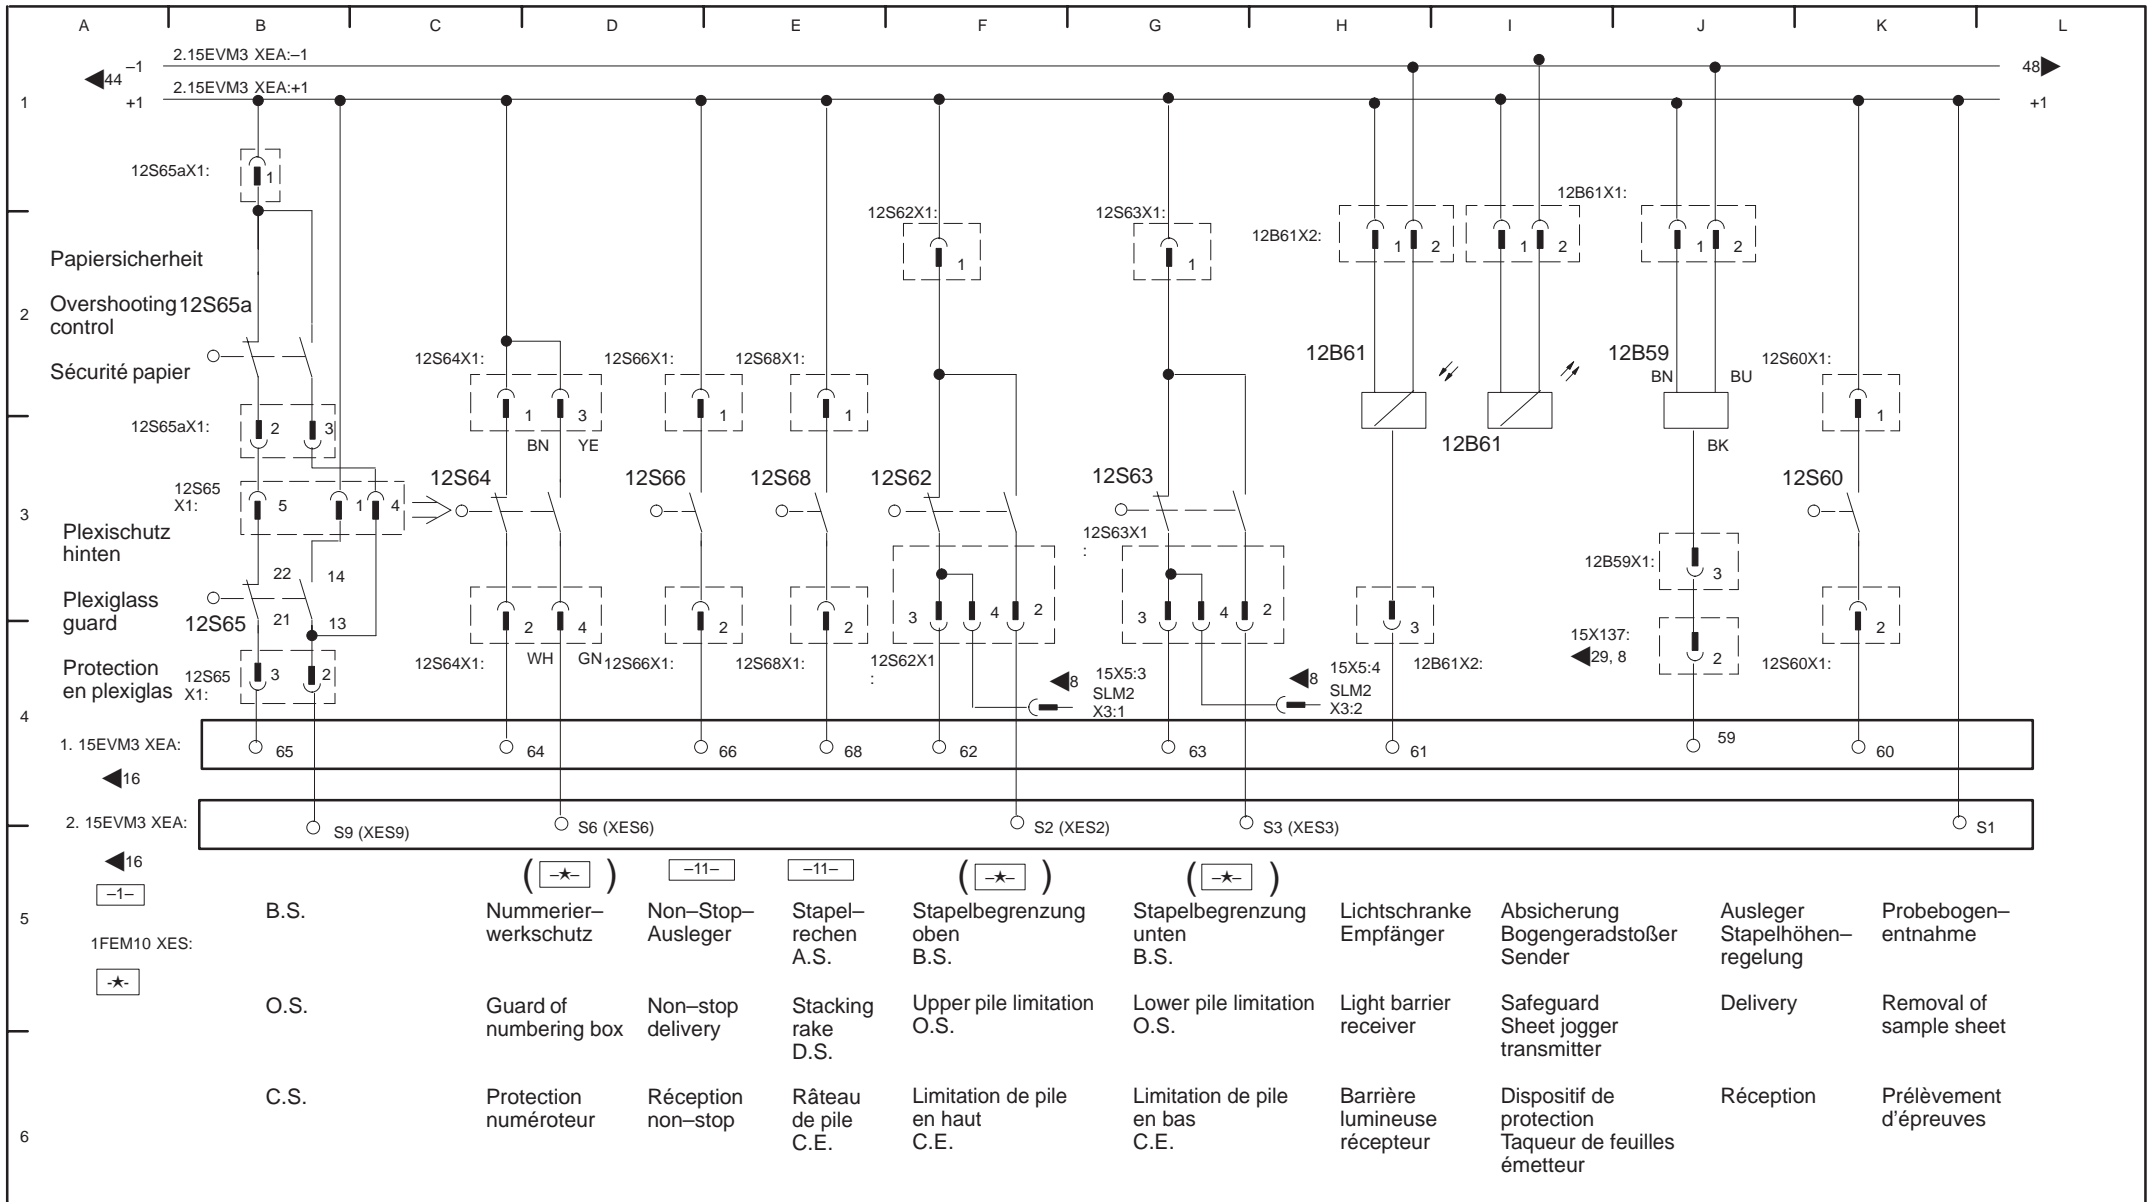 A B C D E F G H I J K L
2.15EVM3 XEA:–1
44 –1
48
2.15EVM3 XEA:+1
1 +1 +1
12S65aX1: 1
12B61X1:
12S62X1: 1
12S63X1: 1
12B61X2: 1 2
1 2
1 2
Papiersicherheit
2
Overshooting 12S65a
control
Sécurité papier
12S64X1: 1 3
BN YE
12S66X1: 1
12S68X1: 1
12B61
12B59
BN BU
12S60X1: 1
12S65aX1: 2 3
12B61
BK
12S65
X1: 5 1 4
12S64
12S66
12S68
12S62
12S63
12S60
3
Plexischutz
hinten
12S63X1
:
12B59X1: 3
22 14
Plexiglass
guard
21 13
12S65
2 4
2
2
3 4 2
3 4 2
3
15X137: 2
29, 8
2
Protection
en plexiglas
12S65
X1: 3 2
12S64X1: WH GN
12S66X1:
12S68X1:
12S62X1
:
12B61X2:
12S60X1:
8 15X5:3
SLM2
X3:1
8 15X5:4
SLM2
X3:2
4
1. 15EVM3 XEA: 65 64 66 68 62 63 61 59 60
16
2. 15EVM3 XEA: S9 (XES9) S6 (XES6) S2 (XES2) S3 (XES3) S1
16
(–★–) –11– –11– (–★–) (–★–)
–1–
5
1FEM10 XES:
-★-
B.S.
Nummerier–
werkschutz
Non–Stop–
Ausleger
Stapel–
rechen
A.S.
Stapelbegrenzung
oben
B.S.
Stapelbegrenzung
unten
B.S.
Lichtschranke
Empfänger
Absicherung
Bogengeradstoßer
Sender
Ausleger
Stapelhöhen–
regelung
Probebogen–
entnahme
O.S.
Guard of
numbering box
Non–stop
delivery
Stacking
rake
D.S.
Upper pile limitation
O.S.
Lower pile limitation
O.S.
Light barrier
receiver
Safeguard
Sheet jogger
transmitter
Delivery
Removal of
sample sheet
6
C.S.
Protection
numéroteur
Réception
non–stop
Râteau
de pile
C.E.
Limitation de pile
en haut
C.E.
Limitation de pile
en bas
C.E.
Barrière
lumineuse
récepteur
Dispositif de
protection
Taqueur de feuilles
émetteur
Réception
Prélèvement
d'épreuves